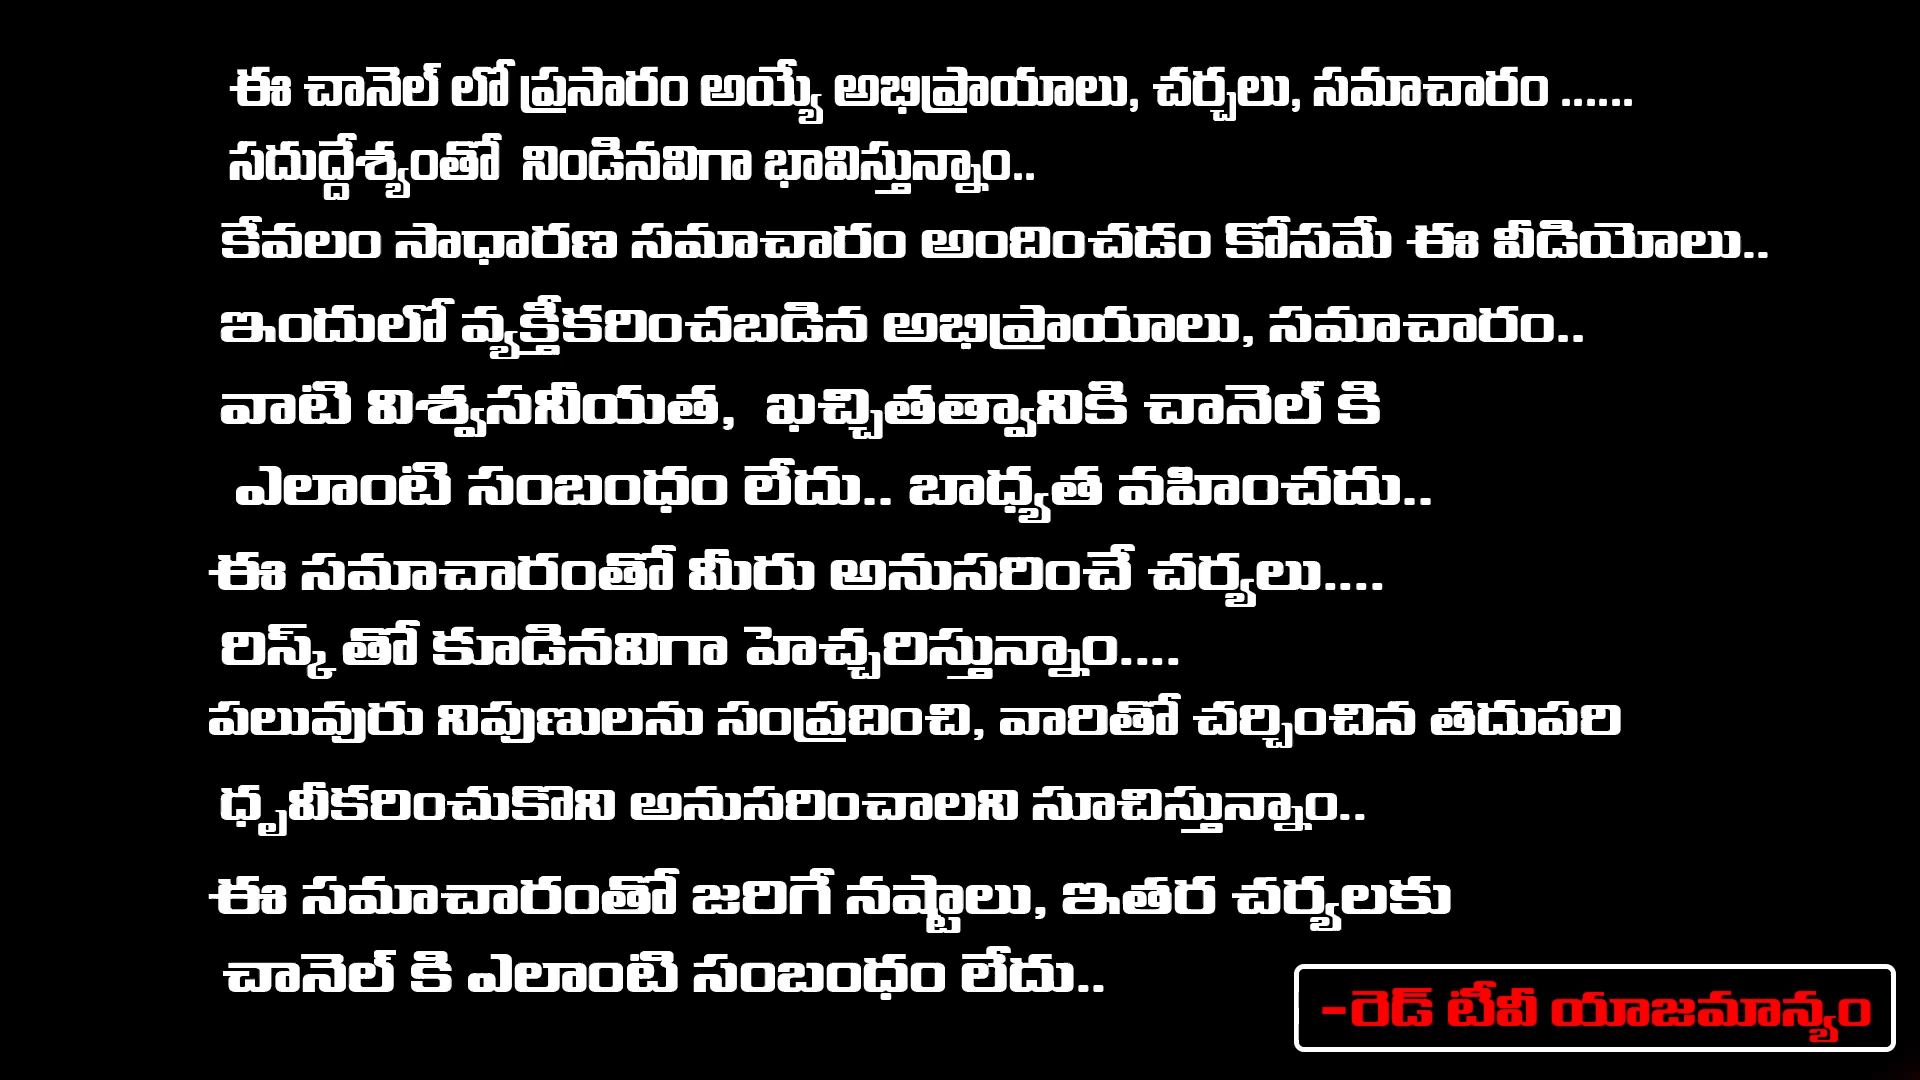 ఈ చానెల్ లో ప్రసారం అయ్యే అభిప్రాయాలు, చర్చలు, సమాచారం ......
సదుద్దేశ్యంతో నిండినవిగా భావిస్తున్నాం..
కేవలం సాధారణ సమాచారం అందించడం కోసమే ఈ వీడియోలు..
ఇందులో వ్యక్తీకరించబడిన అభిప్రాయాలు, సమాచారం..
వాటి విశ్వసనీయత, ఖచ్చితత్వానికి చానెల్ కి
ఎలాంటి సంబంధం లేదు.. బాధ్యత వహించదు..
ఈ సమాచారంతో మీరు అనుసరించే చర్యలు....
రిస్క్ తో కూడినవిగా హెచ్చరిస్తున్నాం....
పలువురు నిపుణులను సంప్రదించి, వారితో చర్చించిన తదుపరి
ధృవీకరించుకొని అనుసరించాలని సూచిస్తున్నాం..
ఈ సమాచారంతో జరిగే నష్టాలు, ఇతర చర్యలకు
చానెల్ కి ఎలాంటి సంబంధం లేదు..
-రెడ్ టీవీ యాజమాన్యం